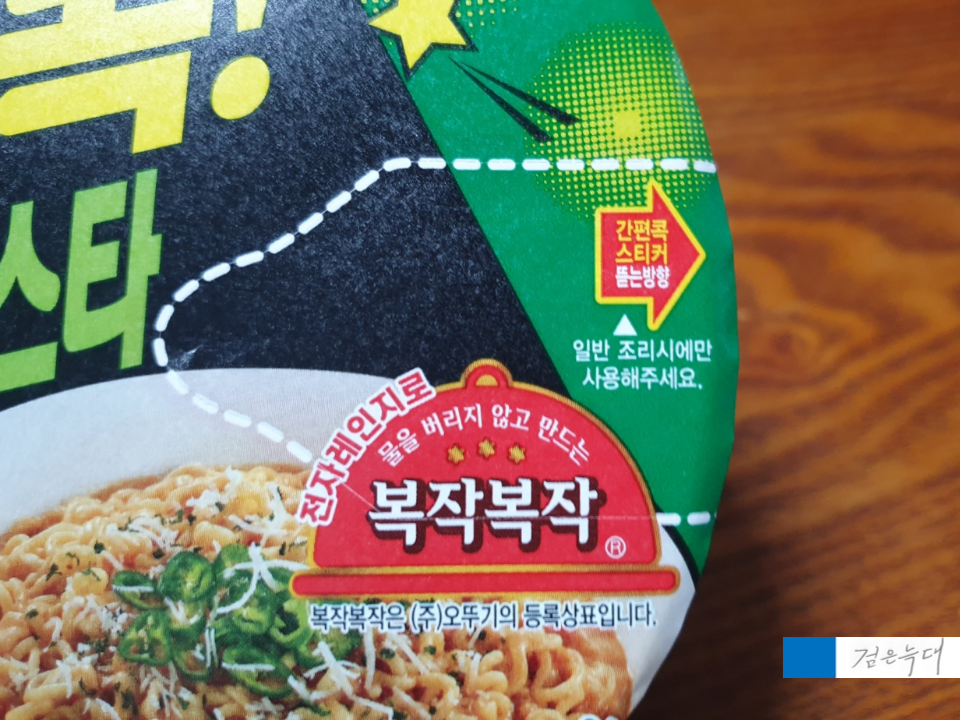 스타
간편콕
스티커
뜯는방향
일반 조리시에만
사용해주세요.
전자레인지로
물을 버리지 않고 만드는
복작복작
®
복작복작은 (주)오뚜기의 등록상표입니다.
검은늑대